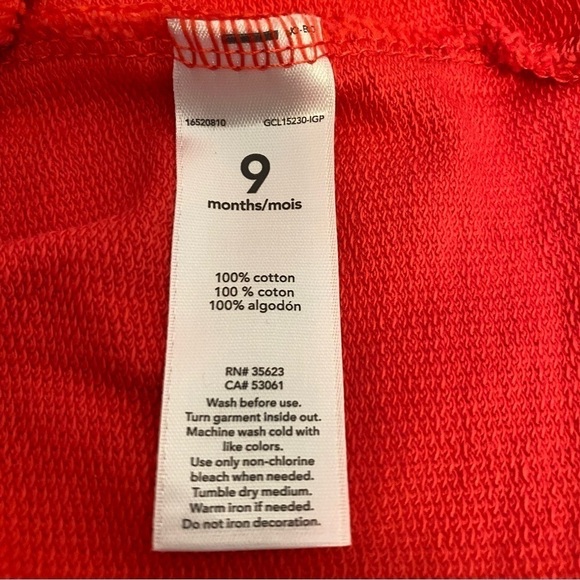 16520810 GCL15230-IGP
9
months/mois
100% cotton
100 % coton
100% algodón
RN# 35623
CA# 53061
Wash before use.
Turn garment inside out.
Machine wash cold with
like colors.
Use only non-chlorine
bleach when needed.
Tumble dry medium.
Warm iron if needed.
Do not iron decoration.